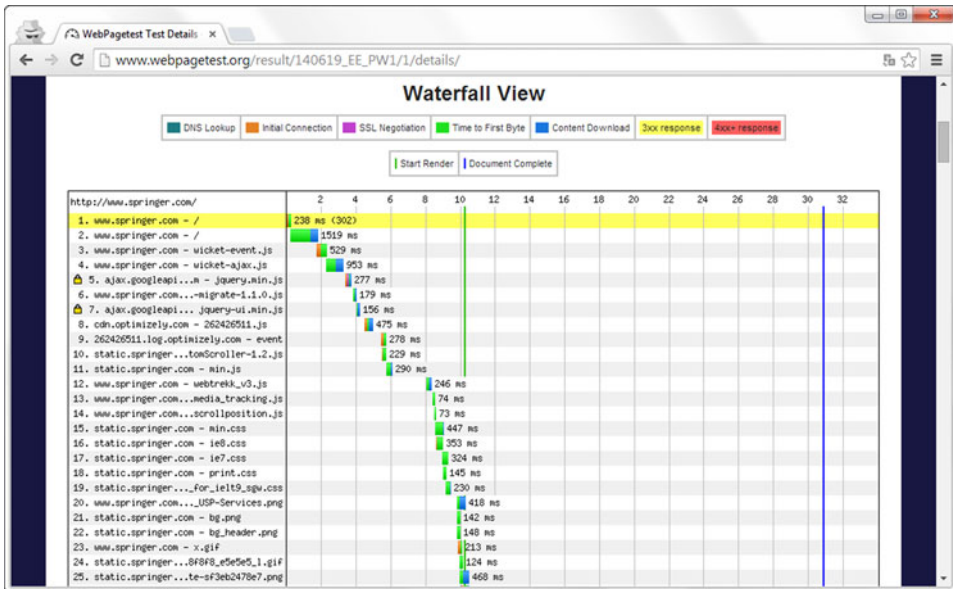 WebPagetest Test Details
www.webpagetest.org/result/140619_EE_PW1/1/details/
Waterfall View
DNS Lookup Initial Connection SSL Negotiation Time to First Byte Content Download 3xx response 4xx+ response
Start Render Document Complete
http://www.springer.com/ 2 4 6 8 10 12 14 16 18 20 22 24 26 28 30 32
1. www.springer.com - / 238 ms (302)
2. www.springer.com - / 1519 ms
3. www.springer.com - wicket-event.js 529 ms
4. www.springer.com - wicket-ajax.js 953 ms
5. ajax.googleapi...m - jquery.min.js 277 ms
6. www.springer.com...-migrate-1.1.0.js 179 ms
7. ajax.googleapi... jquery-ui.min.js 156 ms
8. cdn.optimizely.com - 262426511.js 475 ms
9. 262426511.log.optimizely.com - event 278 ms
10. static.springer...tomScroller-1.2.js 229 ms
11. static.springer.com - min.js 290 ms
12. www.springer.com - webtrekk_v3.js 246 ms
13. www.springer.com...media_tracking.js 74 ms
14. www.springer.com...scrollposition.js 73 ms
15. static.springer.com - min.css 447 ms
16. static.springer.com - ie8.css 353 ms
17. static.springer.com - ie7.css 324 ms
18. static.springer.com - print.css 145 ms
19. static.springer..._for_ielt9_sgw.css 230 ms
20. www.springer.com..._USP-Services.png 418 ms
21. static.springer.com - bg.png 142 ms
22. static.springer.com - bg_header.png 148 ms
23. www.springer.com - x.gif 213 ms
24. static.springer...8f8f8_e5e5e5_1.gif 124 ms
25. static.springer...te-sf3eb2478e7.png 468 ms